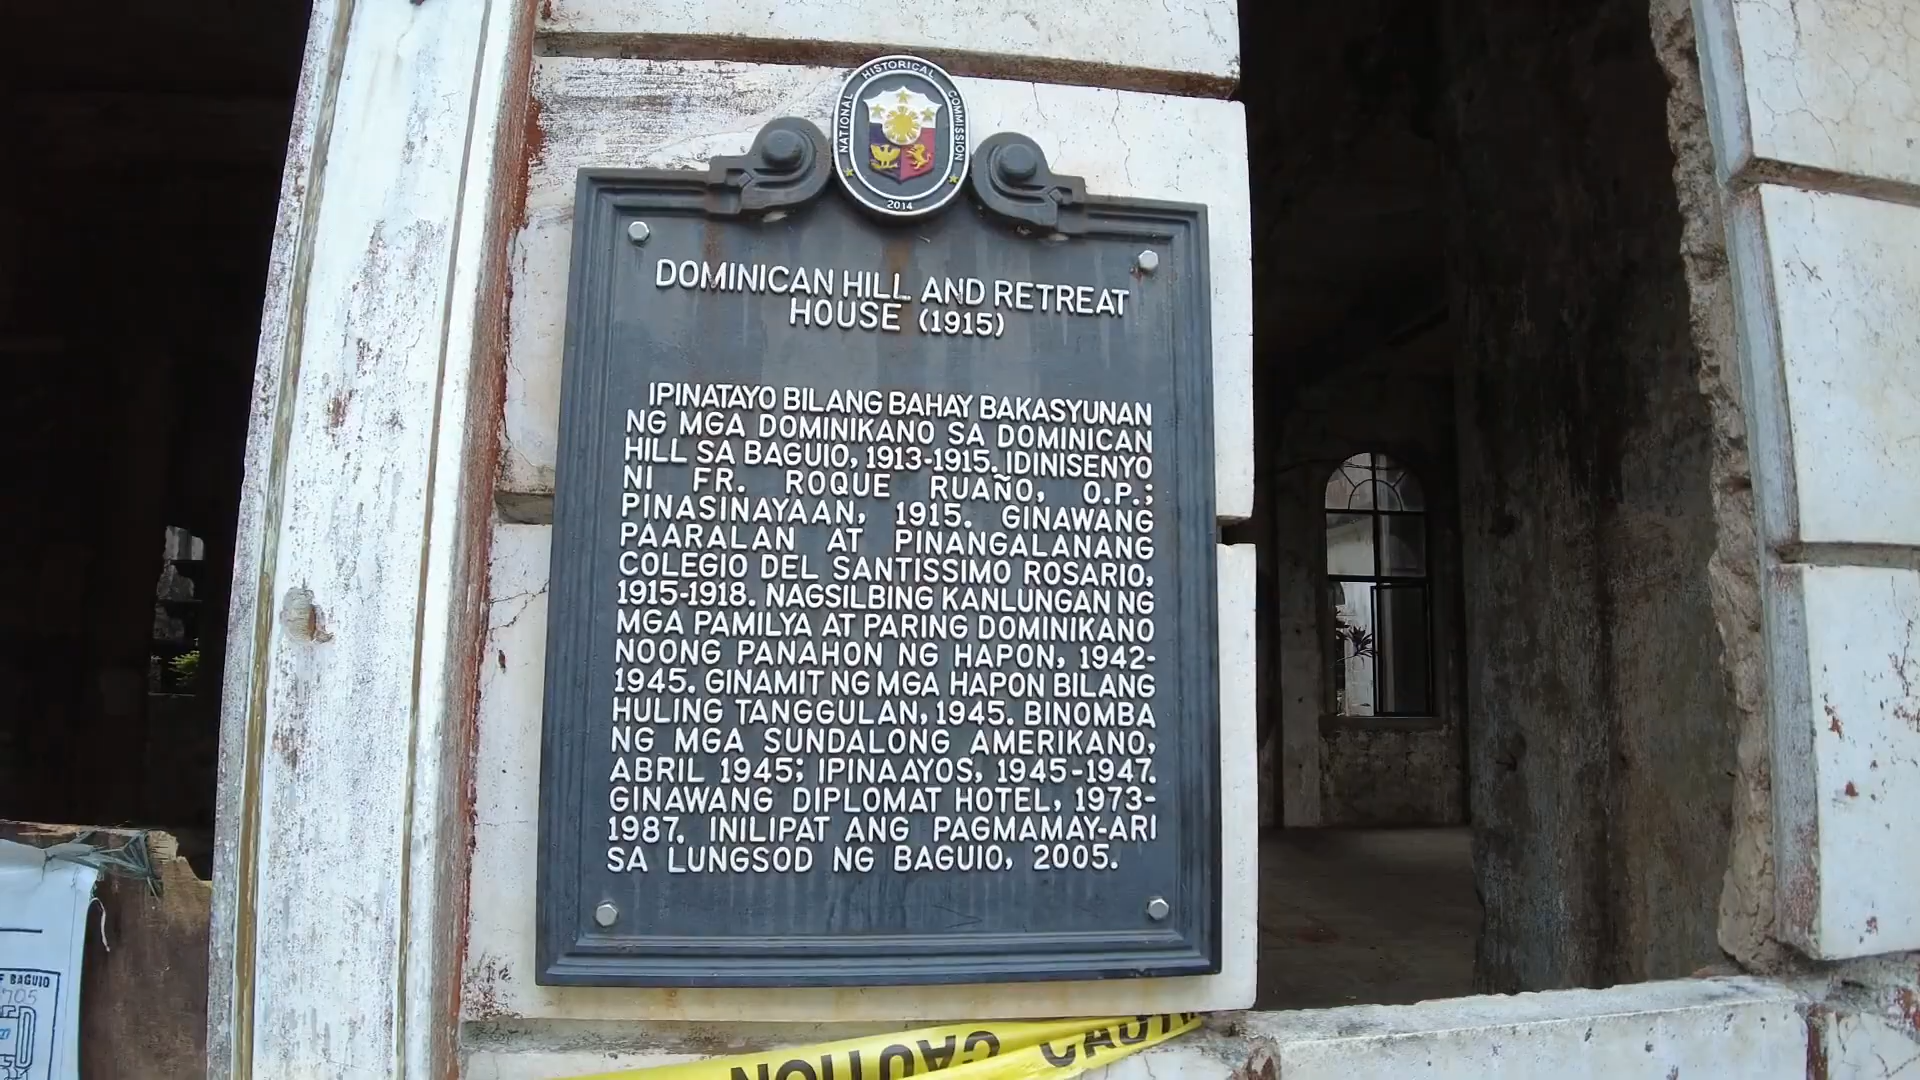 NATIONAL HISTORICAL COMMISSION
2014
DOMINICAN HILL AND RETREAT
HOUSE (1915)
IPINATAYO BILANG BAHAY BAKASYUNAN
NG MGA DOMINIKANO SA DOMINICAN
HILL SA BAGUIO, 1913-1915. IDINISENYO
NI FR. ROQUE RUAÑO, O.P.;
PINASINAYAAN, 1915. GINAWANG
PAARALAN AT PINANGALANANG
COLEGIO DEL SANTISSIMO ROSARIO,
1915-1918. NAGSILBING KANLUNGAN NG
MGA PAMILYA AT PARING DOMINIKANO
NOONG PANAHON NG HAPON, 1942-
1945. GINAMIT NG MGA HAPON BILANG
HULING TANGGULAN, 1945. BINOMBA
NG MGA SUNDALONG AMERIKANO,
ABRIL 1945; IPINAAYOS, 1945-1947.
GINAWANG DIPLOMAT HOTEL, 1973-
1987. INILIPAT ANG PAGMAMAY-ARI
SA LUNGSOD NG BAGUIO, 2005.
BAGUIO
CAUTION CAUTI